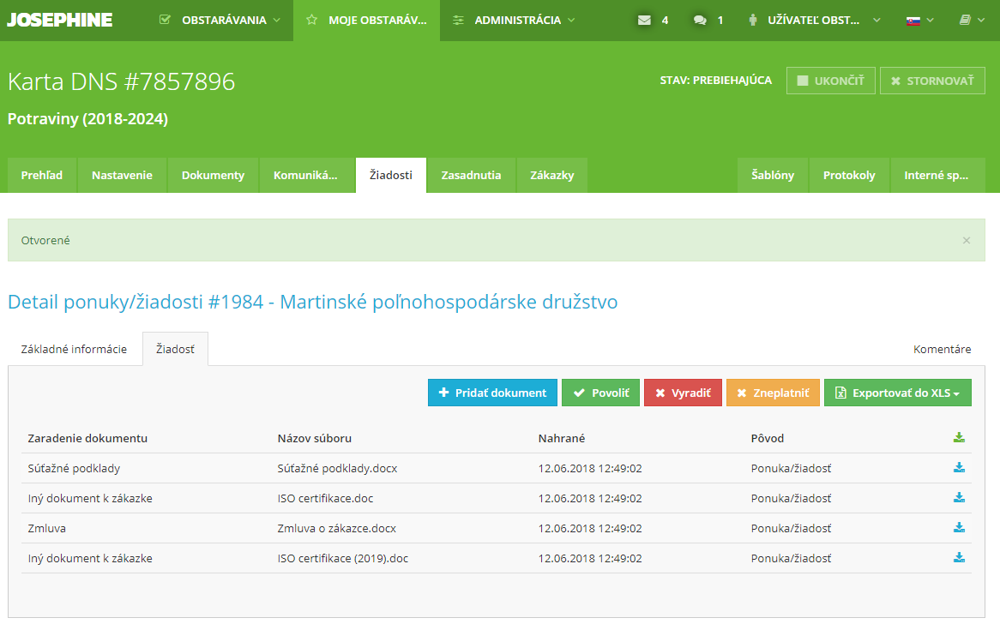 JOSEPHINE OBSTARÁVANIA MOJE OBSTARÁV... ADMINISTRÁCIA 4 1 UŽÍVATEĽ OBST...
Karta DNS #7857896 STAV: PREBIEHAJÚCA UKONČIŤ STORNOVAŤ
Potraviny (2018-2024)
Prehľad Nastavenie Dokumenty Komuniká... Žiadosti Zasadnutia Zákazky Šablóny Protokoly Interné sp...
Otvorené ×
Detail ponuky/žiadosti #1984 - Martinské poľnohospodárske družstvo
Základné informácie Žiadosť Komentáre
Pridať dokument Povoliť Vyradiť Zneplatniť Exportovať do XLS
Zaradenie dokumentu Názov súboru Nahrané Pôvod
Súťažné podklady Súťažné podklady.docx 12.06.2018 12:49:02 Ponuka/žiadosť
Iný dokument k zákazke ISO certifikace.doc 12.06.2018 12:49:02 Ponuka/žiadosť
Zmluva Zmluva o zákazce.docx 12.06.2018 12:49:02 Ponuka/žiadosť
Iný dokument k zákazke ISO certifikace (2019).doc 12.06.2018 12:49:02 Ponuka/žiadosť